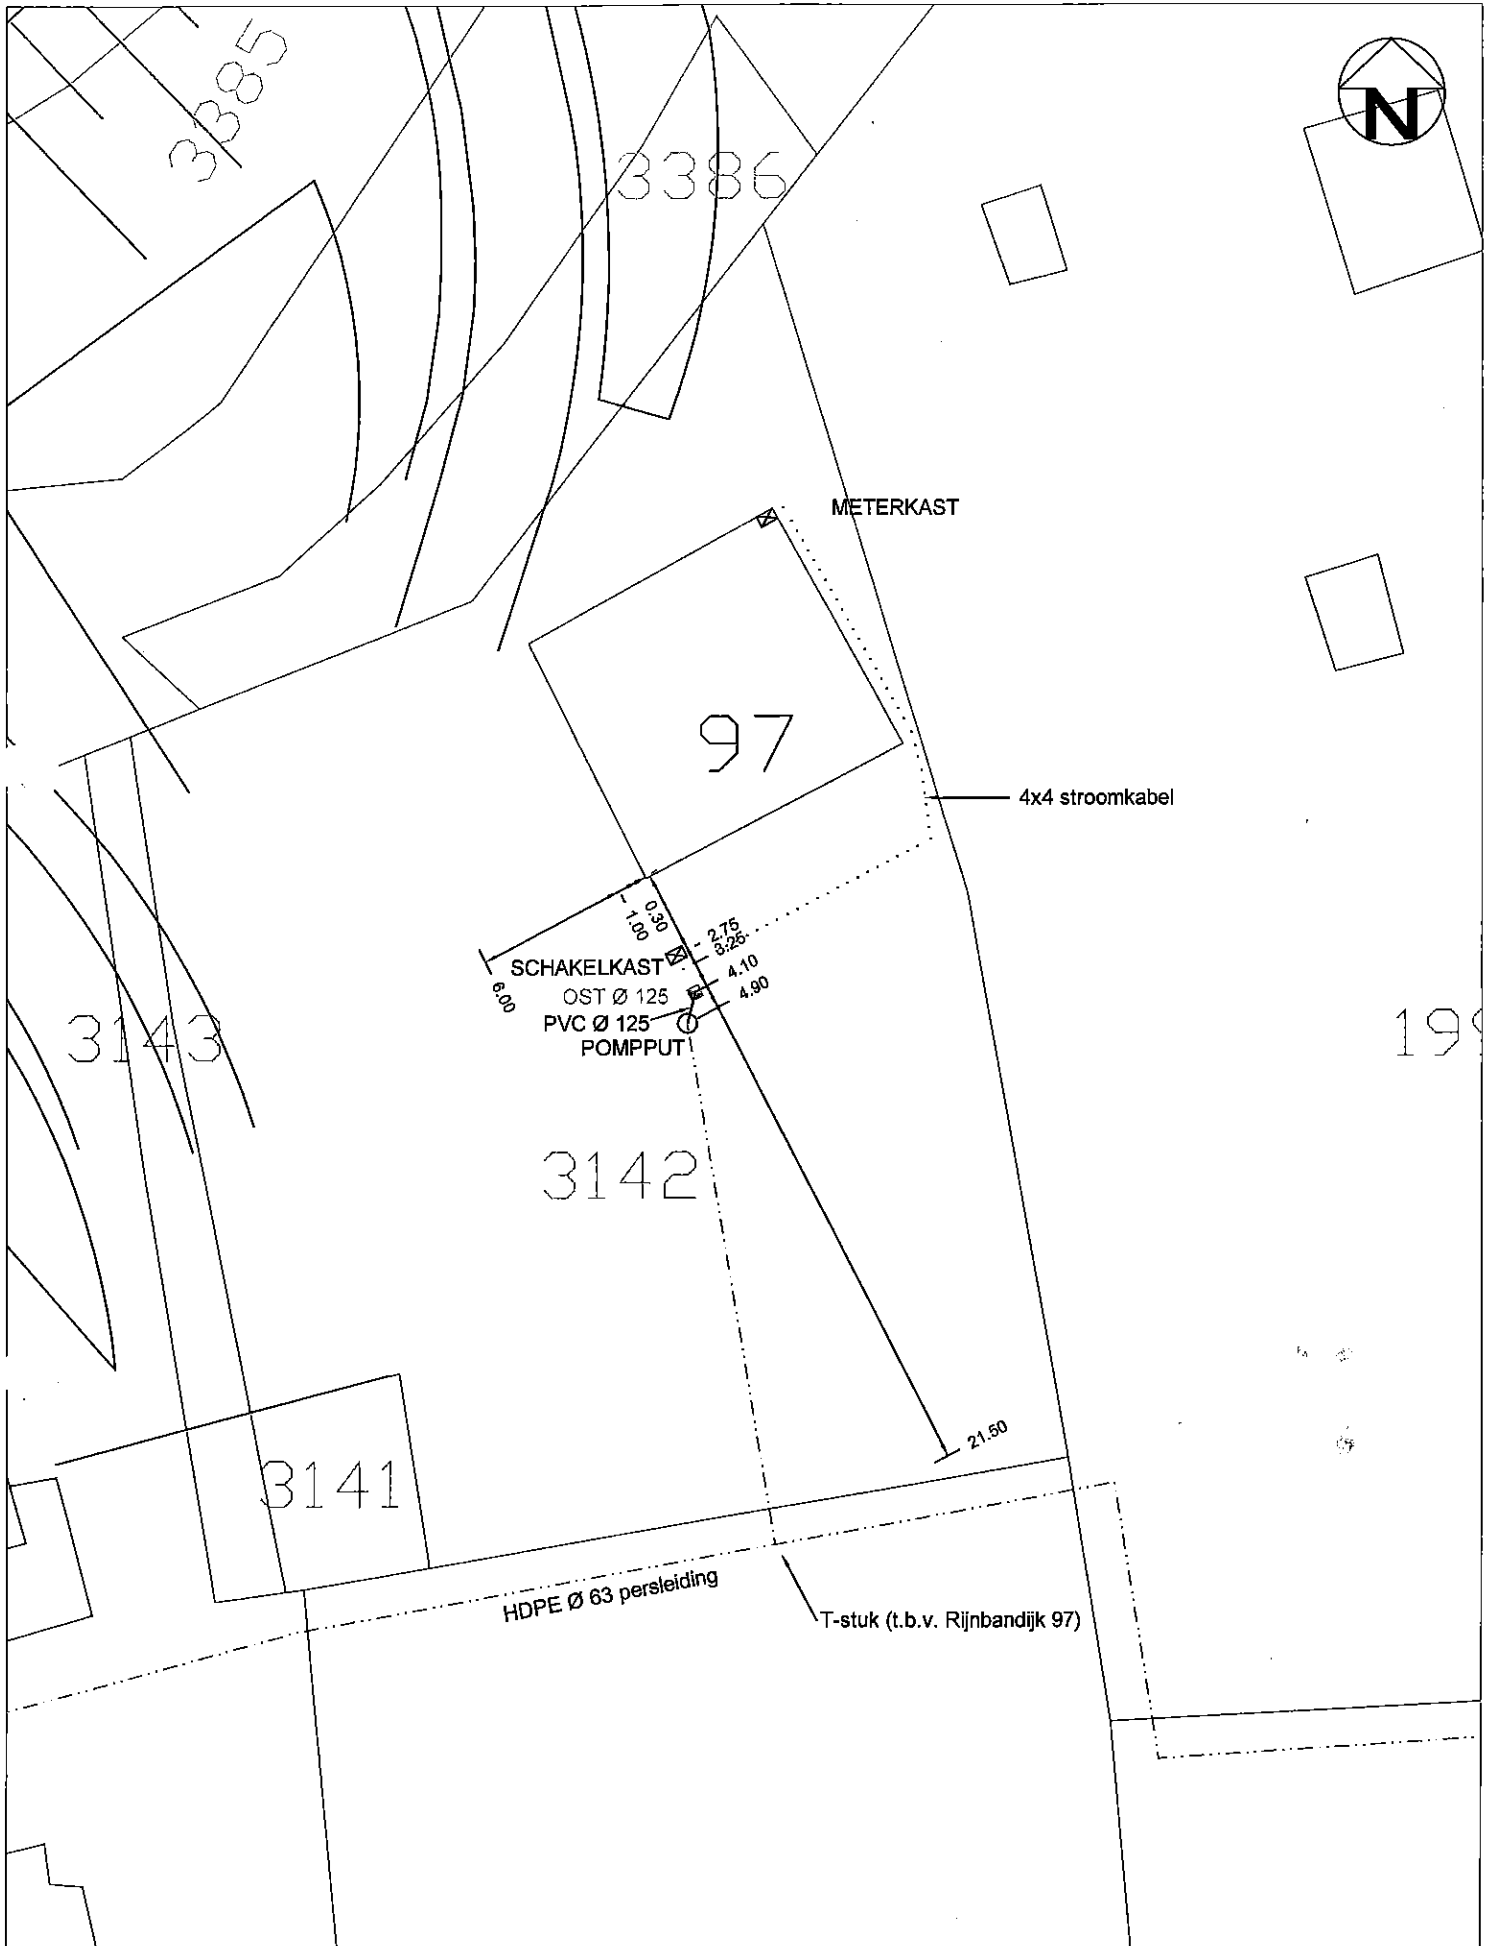 3385
N
3386
METERKAST
97
4x4 stroomkabel
0.30
1.00
2.75
3.25
SCHAKELKAST
4.10
6.00
OST Ø 125
4.90
PVC Ø 125
POMPPUT
3143
199
3142
21.50
3141
HDPE Ø 63 persleiding
T-stuk (t.b.v. Rijnbandijk 97)